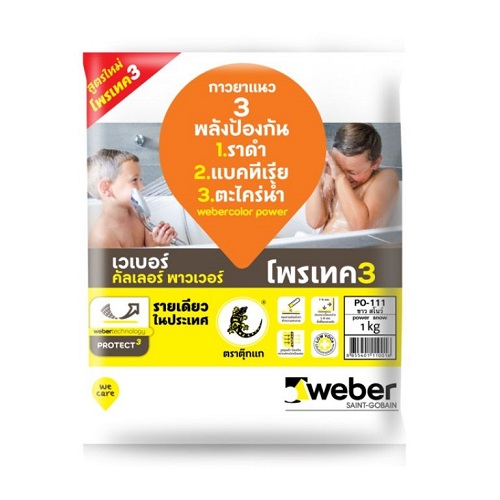 สูตรใหม่
โพรเทค3
กาวยาแนว
3
พลังป้องกัน
1.ราดำ
2.แบคทีเรีย
3.ตะไคร่น้ำ
webercolor power
เวเบอร์
คัลเลอร์ พาวเวอร์
โพรเทค3
webertechnology
PROTECT3
รายเดียว
ในประเทศ
ตราตุ๊กแก
LOW DUST
PO-111
ขาว สโนว์
power snow
1 kg
we
care
weber
SAINT-GOBAIN